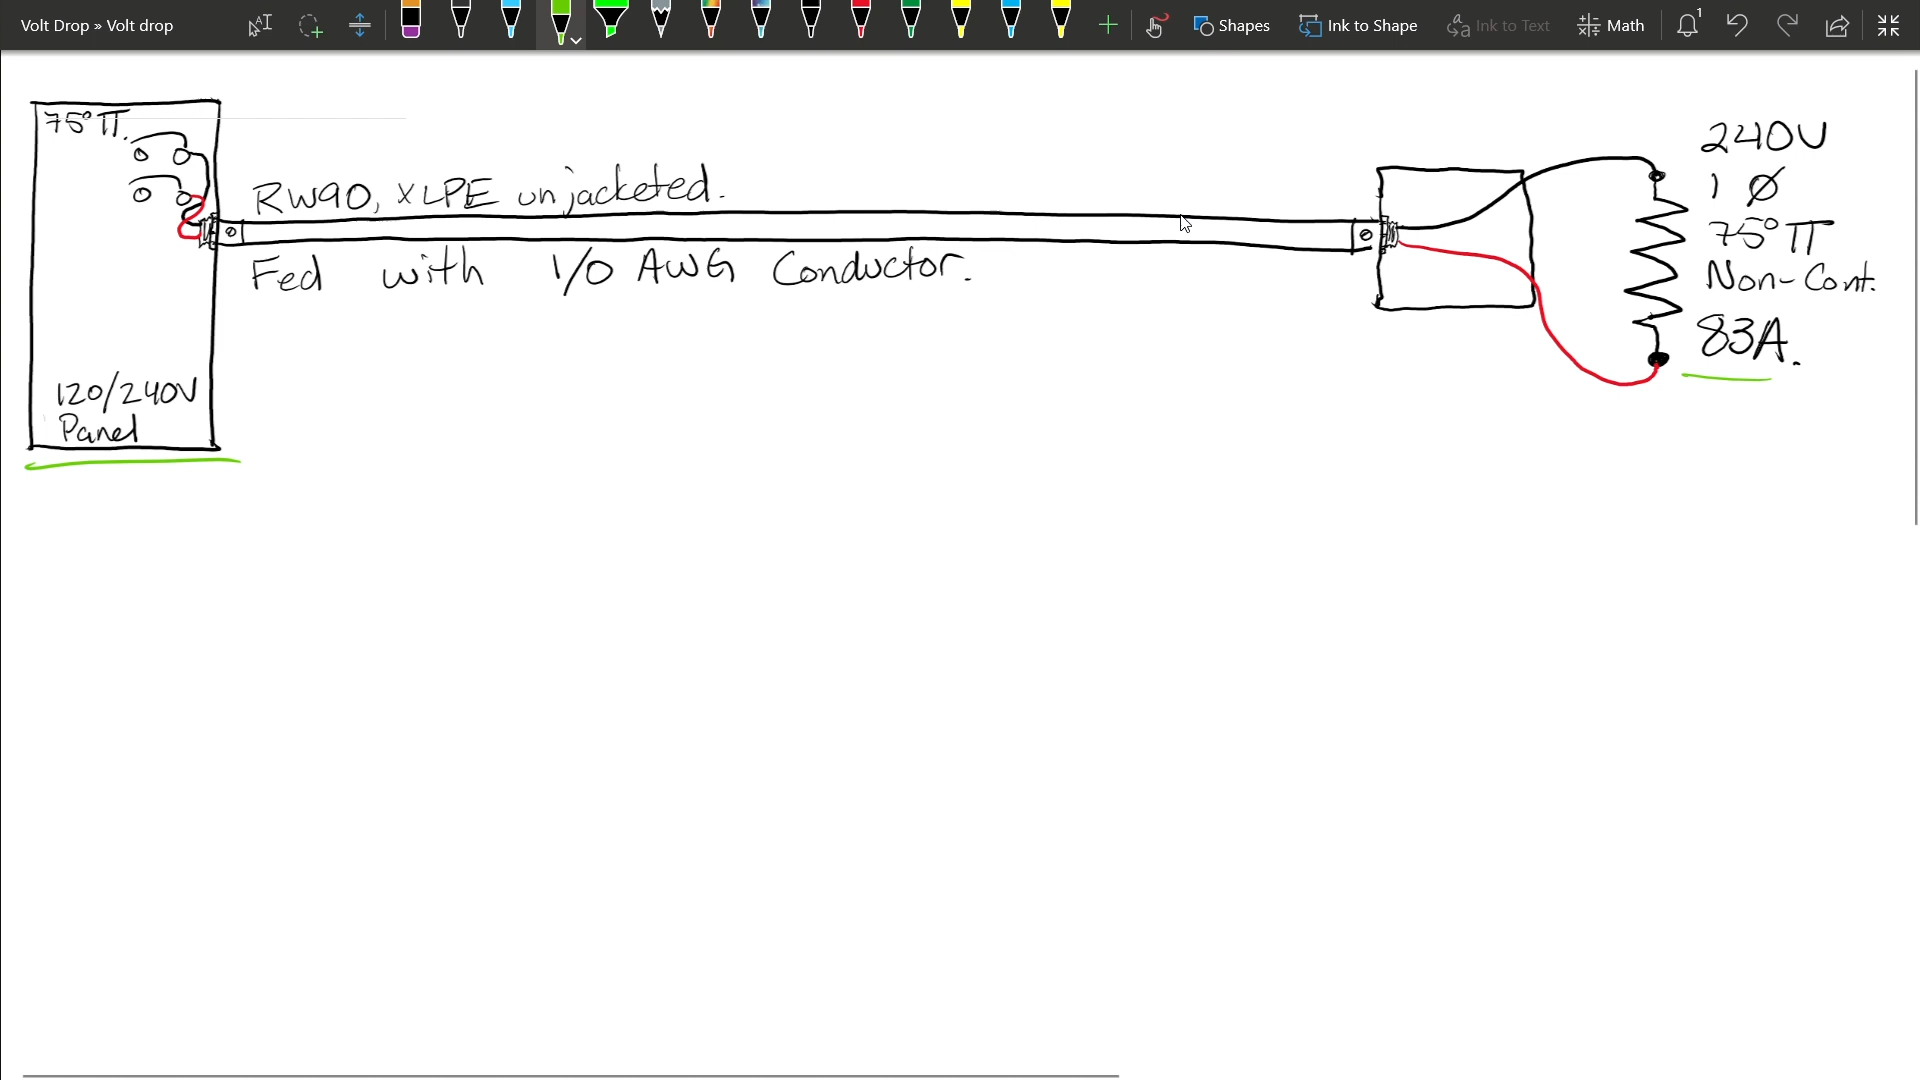 Volt Drop » Volt drop
Shapes
Ink to Shape
Ink to Text
Math
1
75° TT.
RW90, XLPE unjacketed.
Fed with 1/0 AWG Conductor.
120/240V
Panel
240V
1 Ø
75° TT
Non-Cont.
83A.